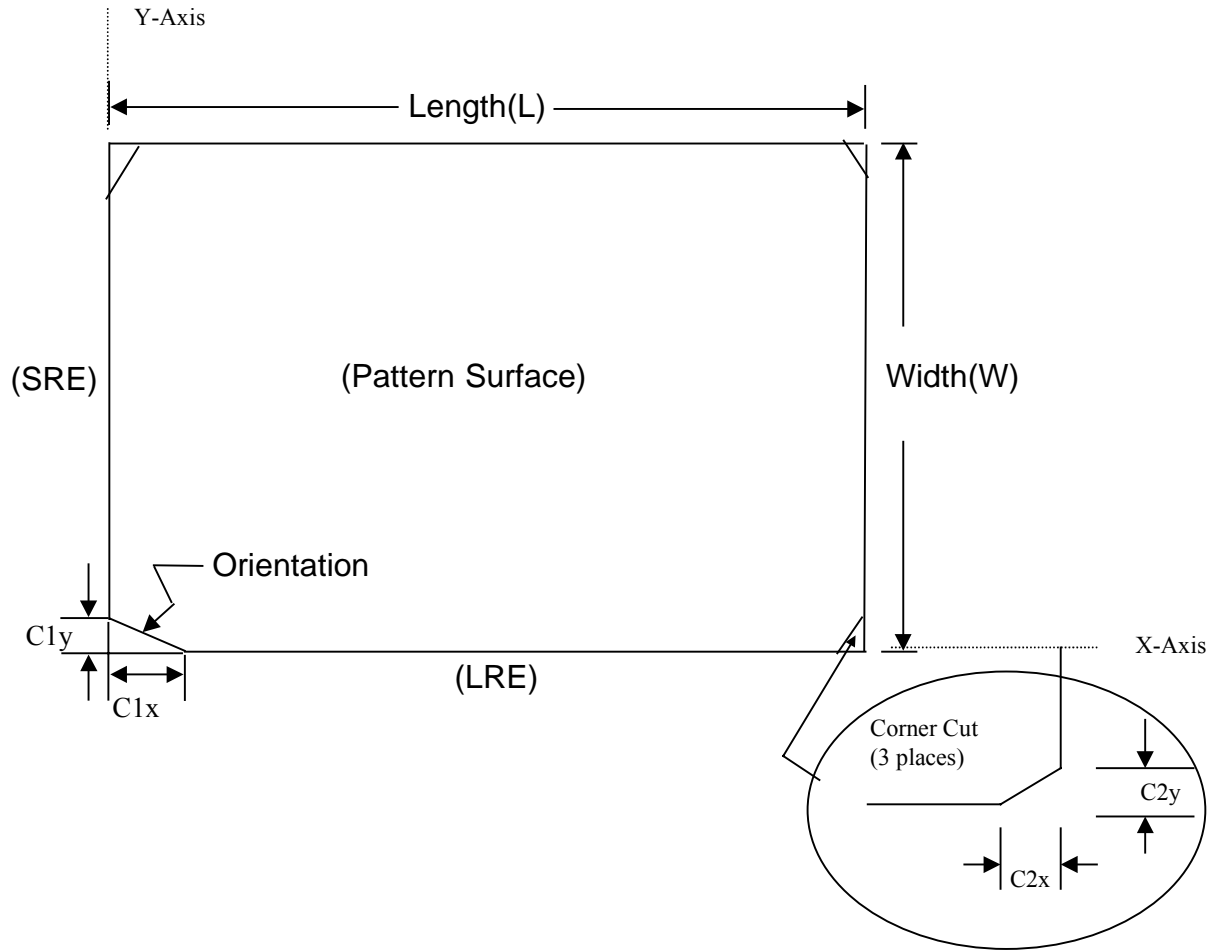 Y-Axis
Length(L)
(SRE)
(Pattern Surface)
Width(W)
Orientation
C1y
X-Axis
(LRE)
C1x
Corner Cut
(3 places)
C2y
C2x